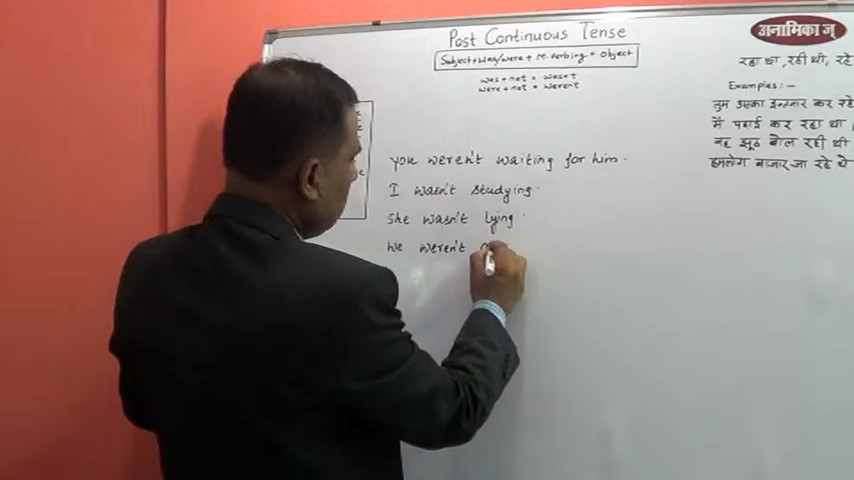 Past Continuous Tense
Subject + was/were +
+ object
was + not = wasn't
were + not = weren't
you weren't waiting for him.
I wasn't studying.
she wasn't lying.
we weren't
अनामिका ज्
रहा था, रही थी, रहे
Examples:-
तुम उसका इन्तजार कर रहे
मैं पढाई कर रहा था
वह झूठ बोल रही थी
हमलोग बाजार जा रहे थे